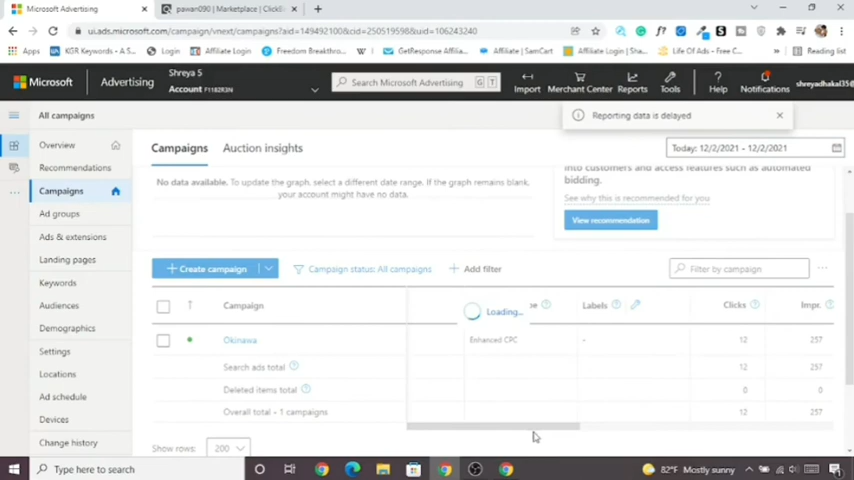 Microsoft Advertising
pawan090 | Marketplace | ClickB
ui.ads.microsoft.com/campaign/vnext/campaigns?aid=149492100&cid=250519598&uid=106243240
Apps
KGR Keywords - A S...
Login
Affiliate Login
Freedom Breakthro...
GetResponse Affilia...
Affiliate | SamCart
Affiliate Login | Sha...
Life Of Ads - Free C...
Reading list
Microsoft
Advertising
Shreya S
Account F1182R3N
Search Microsoft Advertising
G T
Import
Merchant Center
Reports
Tools
Help
Notifications
shreyadhakal35@
All campaigns
Reporting data is delayed
Overview
Recommendations
Campaigns
Ad groups
Ads & extensions
Landing pages
Keywords
Audiences
Demographics
Settings
Locations
Ad schedule
Devices
Change history
Campaigns
Auction insights
Today: 12/2/2021 - 12/2/2021
No data available. To update the graph, select a different date range. If the graph remains blank,
your account might have no data.
into customers and access features such as automated
bidding.
See why this is recommended for you
View recommendation
Create campaign
Campaign status: All campaigns
Add filter
Filter by campaign
Campaign
Loading...
Labels
Clicks
Impr.
Okinawa
Enhanced CPC
-
12
257
Search ads total
12
257
Deleted items total
0
0
Overall total - 1 campaigns
12
257
Show rows:
200
Type here to search
82°F Mostly sunny